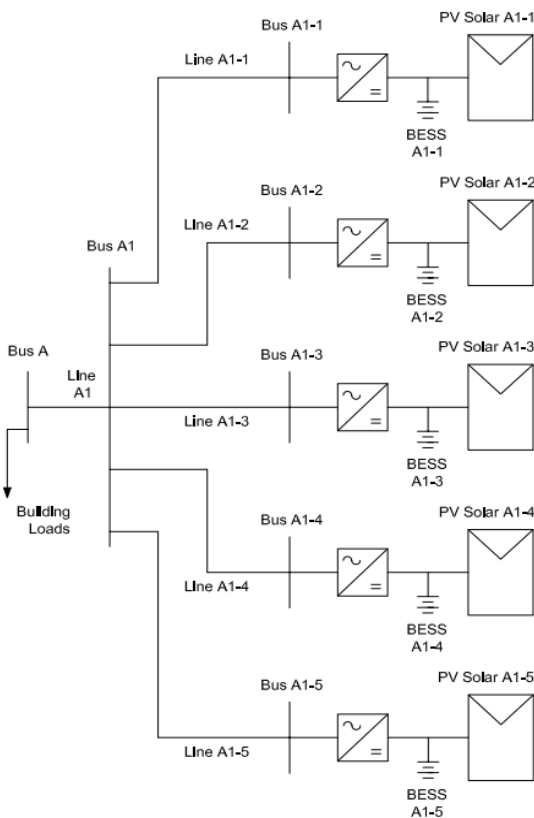 PV Solar A1-1
Bus A1-1
Line A1-1
BESS
A1-1
PV Solar A1-2
Bus A1-2
Line A1-2
BESS
A1-2
Bus A1
PV Solar A1-3
Bus A1-3
Bus A
Line
A1
Line A1-3
BESS
A1-3
Building
Loads
PV Solar A1-4
Bus A1-4
Line A1-4
BESS
A1-4
PV Solar A1-5
Bus A1-5
Line A1-5
BESS
A1-5